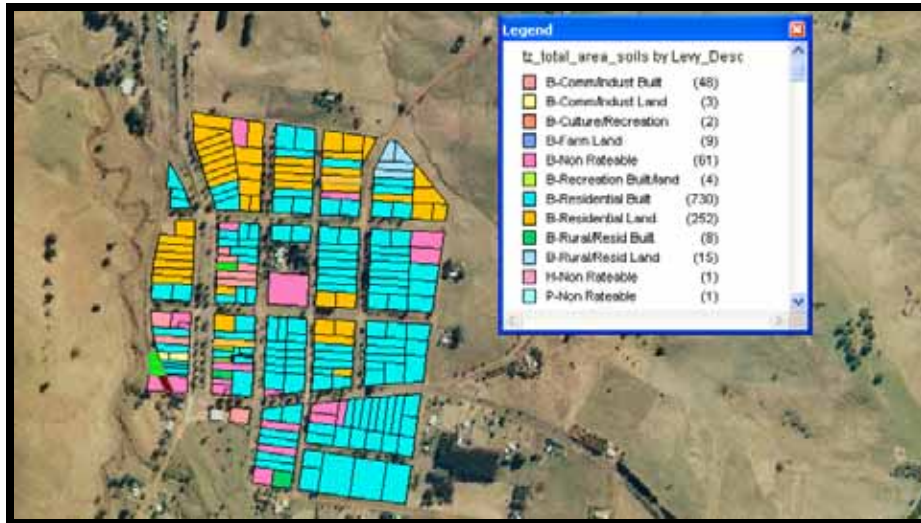 Legend
tz_total_area_soils by Levy_Desc
B-Comm/Indust Built (48)
B-Comm/Indust Land (3)
B-Culture/Recreation (2)
B-Farm Land (9)
B-Non Rateable (61)
B-Recreation Built/land (4)
B-Residential Built (730)
B-Residential Land (252)
B-Rural/Resid Built (8)
B-Rural/Resid Land (15)
H-Non Rateable (1)
P-Non Rateable (1)